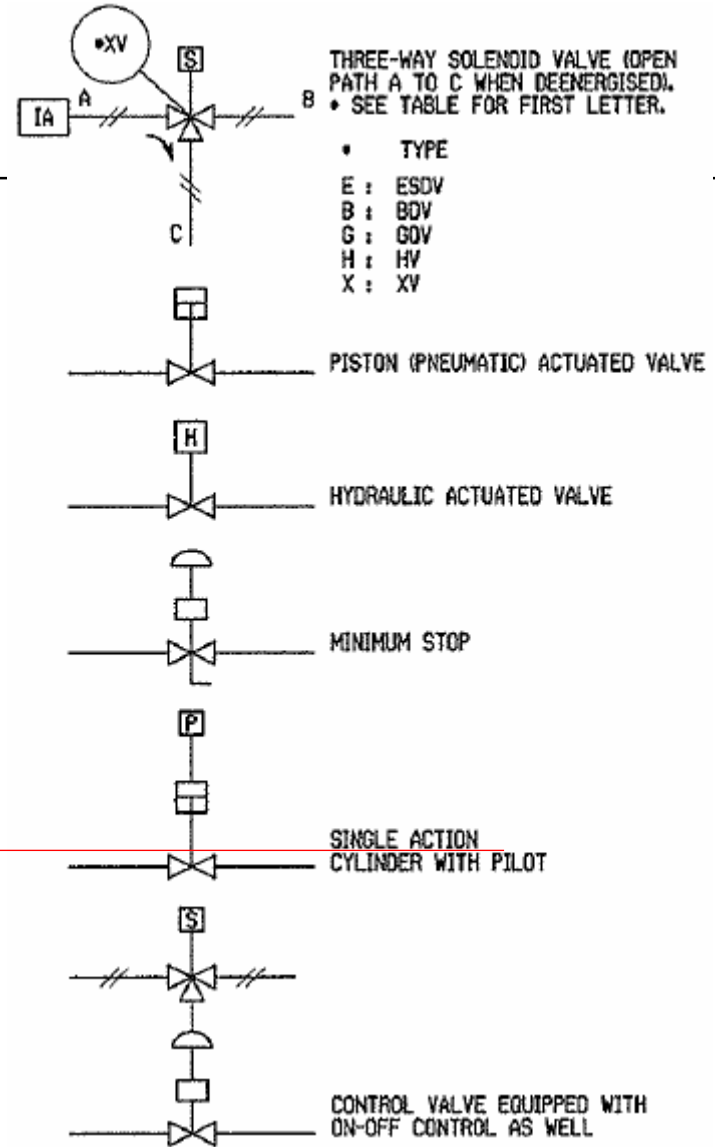 •XV
S
THREE-WAY SOLENOID VALVE (OPEN
PATH A TO C WHEN DEENERGISED).
• SEE TABLE FOR FIRST LETTER.
IA
A
B
C
• TYPE
E : ESDV
B : BDV
G : GOV
H : HV
X : XV
PISTON (PNEUMATIC) ACTUATED VALVE
H
HYDRAULIC ACTUATED VALVE
MINIMUM STOP
P
SINGLE ACTION
CYLINDER WITH PILOT
S
CONTROL VALVE EQUIPPED WITH
ON-OFF CONTROL AS WELL